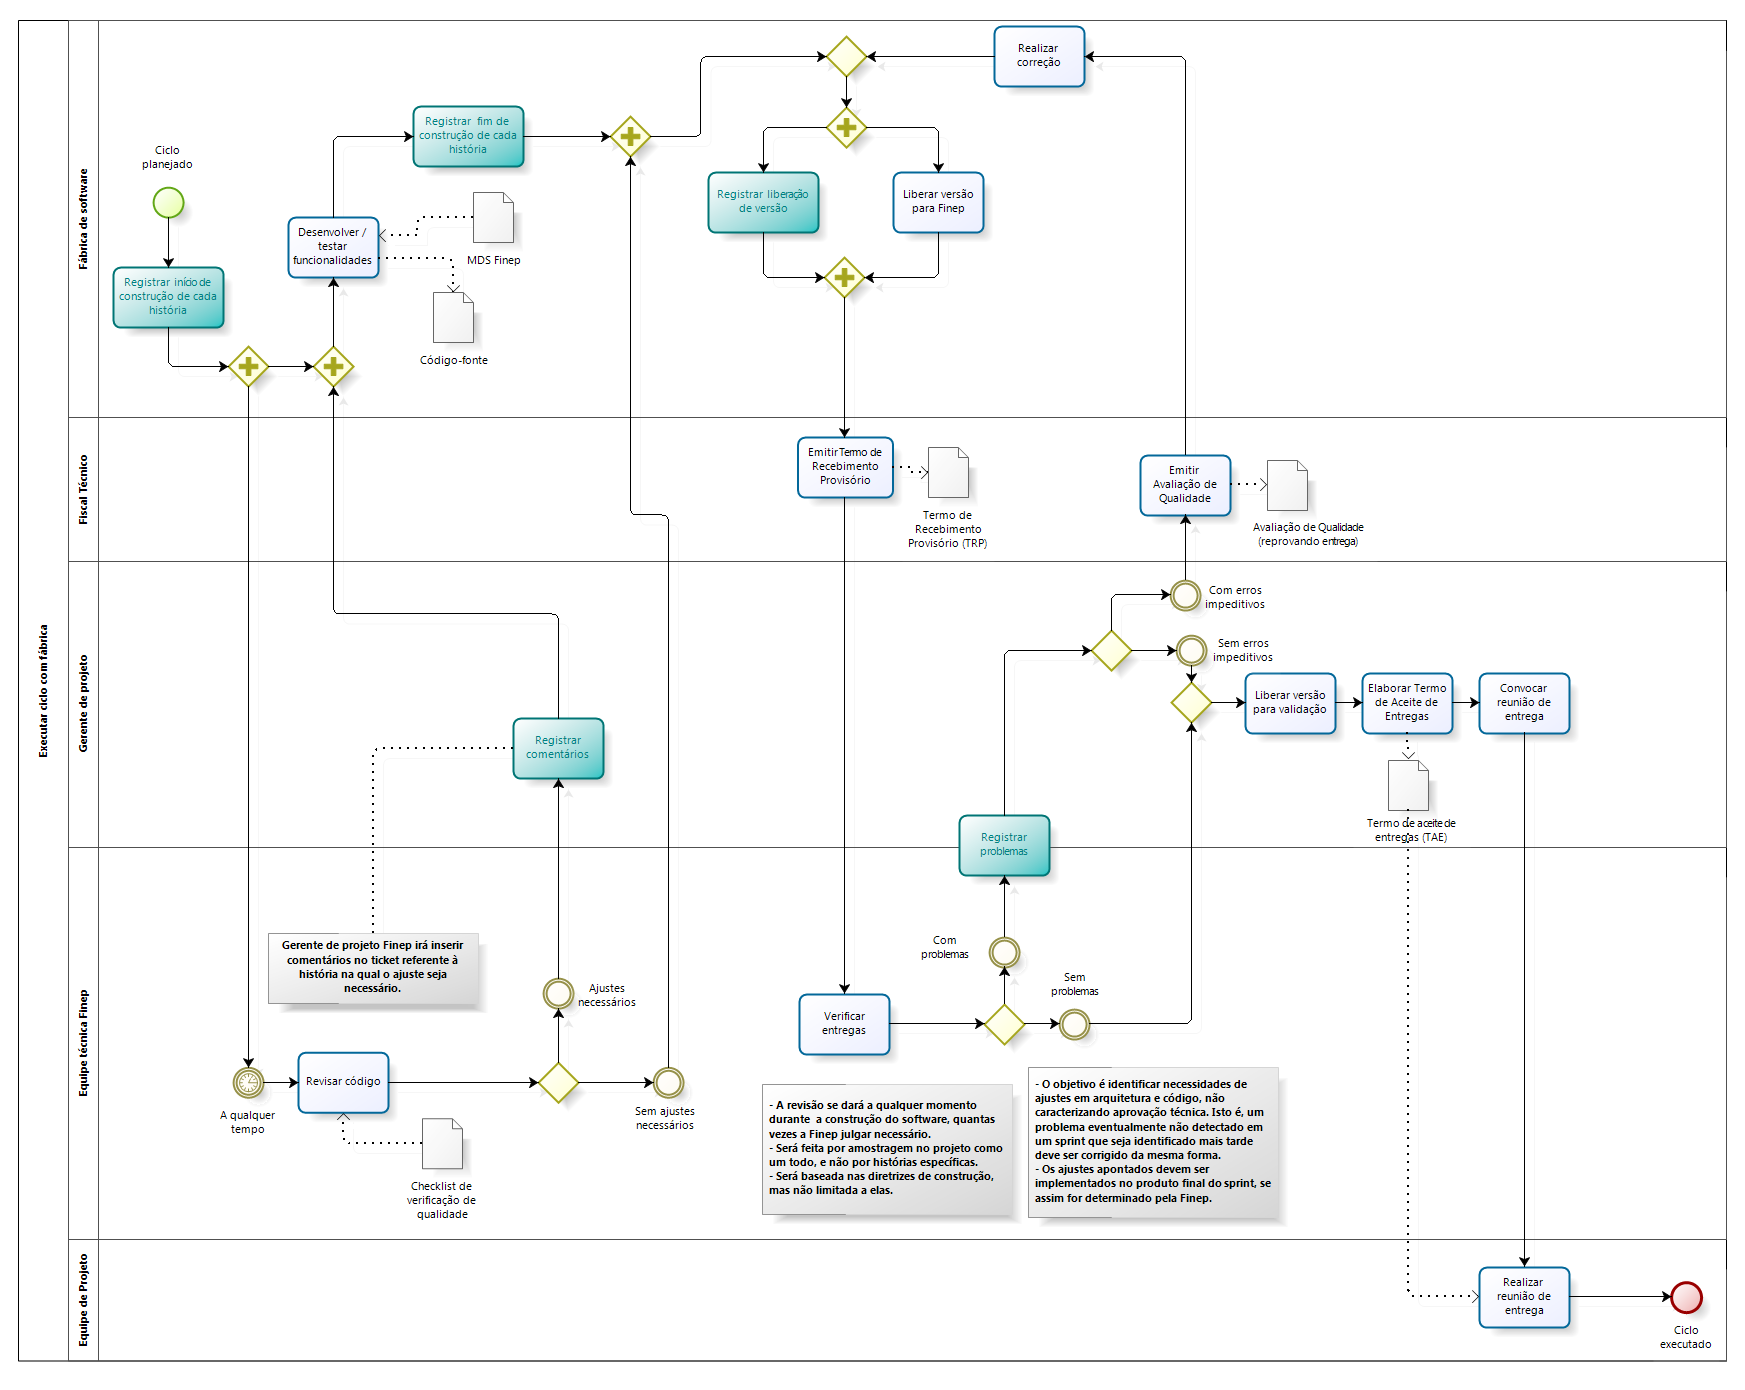 Executar ciclo com fábrica
Fábrica de software
Ciclo
planejado
Registrar início de
construção de cada
história
Desenvolver /
testar
funcionalidades
Registrar fim de
construção de cada
história
MDS Finep
Código-fonte
Realizar
correção
Registrar liberação
de versão
Liberar versão
para Finep
Fiscal Técnico
Emitir Termo de
Recebimento
Provisório
Termo de
Recebimento
Provisório (TRP)
Emitir
Avaliação de
Qualidade
Avaliação de Qualidade
(reprovando entrega)
Gerente de projeto
Com erros
impeditivos
Sem erros
impeditivos
Liberar versão
para validação
Elaborar Termo
de Aceite de
Entregas
Convocar
reunião de
entrega
Registrar
comentários
Termo de aceite de
entregas (TAE)
Registrar
problemas
Equipe técnica Finep
Gerente de projeto Finep irá inserir
comentários no ticket referente à
história na qual o ajuste seja
necessário.
Ajustes
necessários
Com
problemas
Sem
problemas
Verificar
entregas
A qualquer
tempo
Revisar código
Sem ajustes
necessários
Checklist de
verificação de
qualidade
- A revisão se dará a qualquer momento
durante a construção do software, quantas
vezes a Finep julgar necessário.
- Será feita por amostragem no projeto como
um todo, e não por histórias específicas.
- Será baseada nas diretrizes de construção,
mas não limitada a elas.
- O objetivo é identificar necessidades de
ajustes em arquitetura e código, não
caracterizando aprovação técnica. Isto é, um
problema eventualmente não detectado em
um sprint que seja identificado mais tarde
deve ser corrigido da mesma forma.
- Os ajustes apontados devem ser
implementados no produto final do sprint, se
assim for determinado pela Finep.
Equipe de Projeto
Realizar
reunião de
entrega
Ciclo
executado